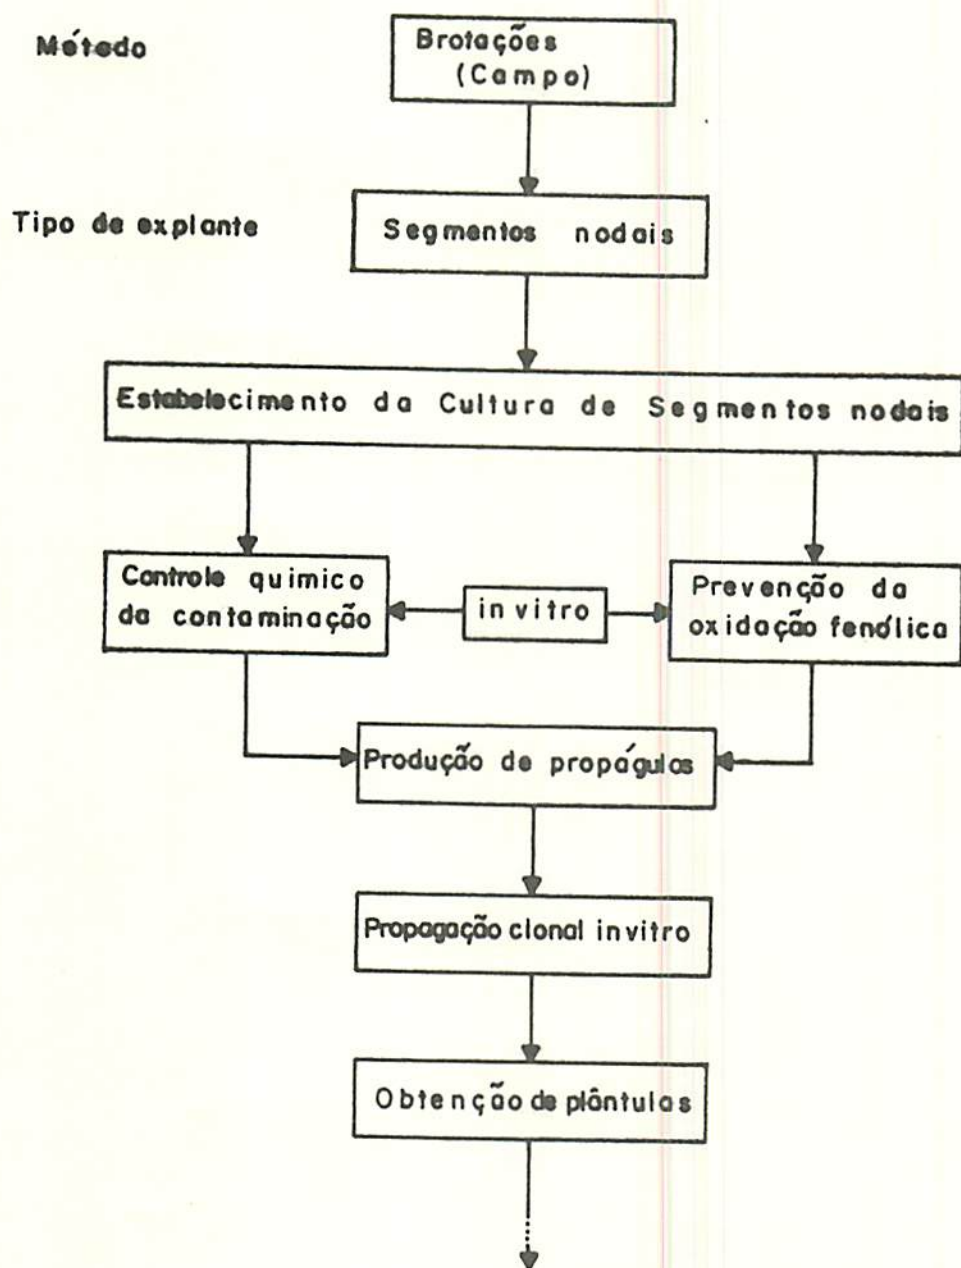 Método
Brotações
(Campo)
Tipo de explante
Segmentos nodais
Estabelecimento da Cultura de Segmentos nodais
Controle químico
da contaminação
in vitro
Prevenção da
oxidação fenólica
Produção de propágulos
Propagação clonal in vitro
Obtenção de plântulas